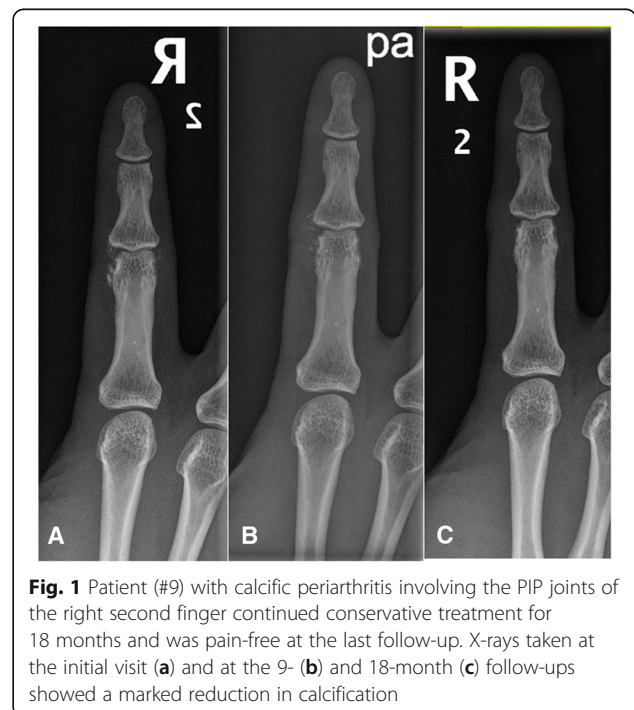 R
2
pa
R
2
A
B
C
Fig. 1 Patient (#9) with calcific periarthritis involving the PIP joints of
the right second finger continued conservative treatment for
18 months and was pain-free at the last follow-up. X-rays taken at
the initial visit (a) and at the 9- (b) and 18-month (c) follow-ups
showed a marked reduction in calcification